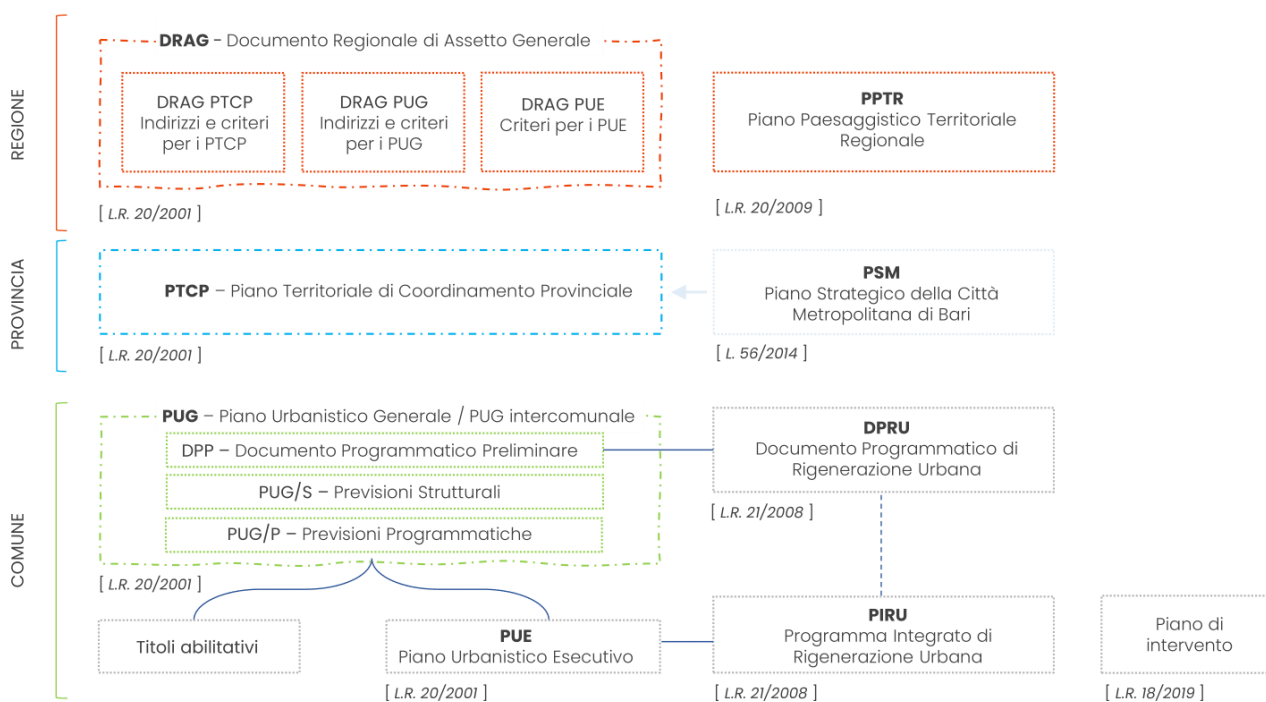 REGIONE
DRAG - Documento Regionale di Assetto Generale
DRAG PTCP
Indirizzi e criteri
per i PTCP
DRAG PUG
Indirizzi e criteri
per i PUG
DRAG PUE
Criteri per i PUE
[ L.R. 20/2001 ]
PPTR
Piano Paesaggistico Territoriale
Regionale
[ L.R. 20/2009 ]
PROVINCIA
PTCP – Piano Territoriale di Coordinamento Provinciale
[ L.R. 20/2001 ]
PSM
Piano Strategico della Città
Metropolitana di Bari
[ L. 56/2014 ]
COMUNE
PUG – Piano Urbanistico Generale / PUG intercomunale
DPP – Documento Programmatico Preliminare
PUG/S – Previsioni Strutturali
PUG/P – Previsioni Programmatiche
[ L.R. 20/2001 ]
DPRU
Documento Programmatico di
Rigenerazione Urbana
[ L.R. 21/2008 ]
Titoli abilitativi
PUE
Piano Urbanistico Esecutivo
[ L.R. 20/2001 ]
PIRU
Programma Integrato di
Rigenerazione Urbana
[ L.R. 21/2008 ]
Piano di
intervento
[ L.R. 18/2019 ]